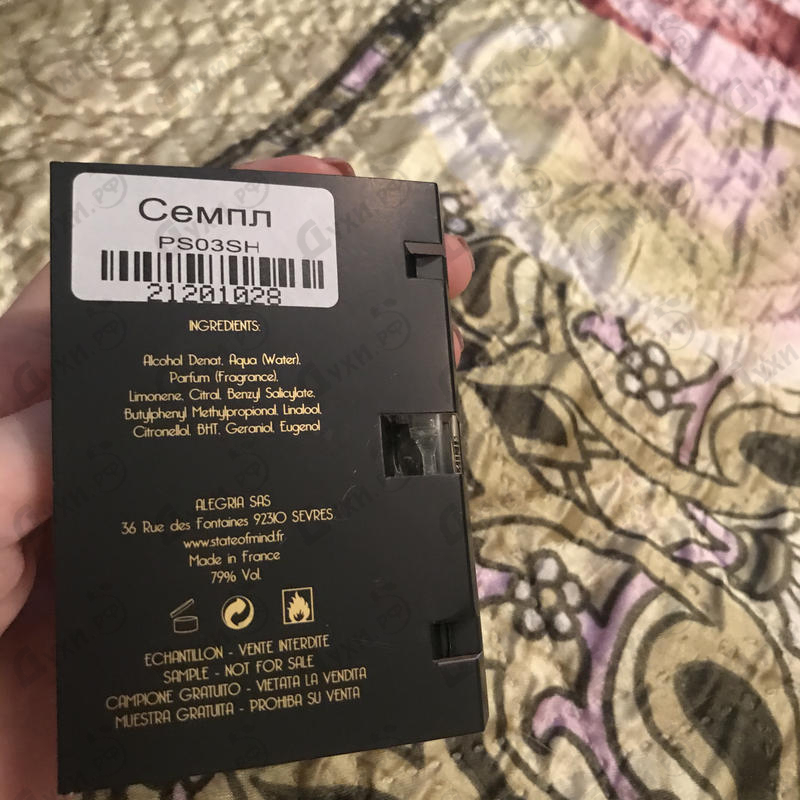 Семпл
PS03SH
21201028
INGREDIENTS:
Alcohol Denat, Aqua (Water),
Parfum (Fragrance),
Limonene, Citral, Benzyl Salicylate,
Butylphenyl Methylpropional, Linalool,
Citronellol, BHT, Geraniol, Eugenol
ALEGRIA SAS
36 Rue des Fontaines 92310 SEVRES
www.stateofmind.fr
Made in France
79% Vol.
ECHANTILLON - VENTE INTERDITE
SAMPLE - NOT FOR SALE
CAMPIONE GRATUITO - VIETATA LA VENDITA
MUESTRA GRATUITA - PROHIBA SU VENTA
Духи.РФ